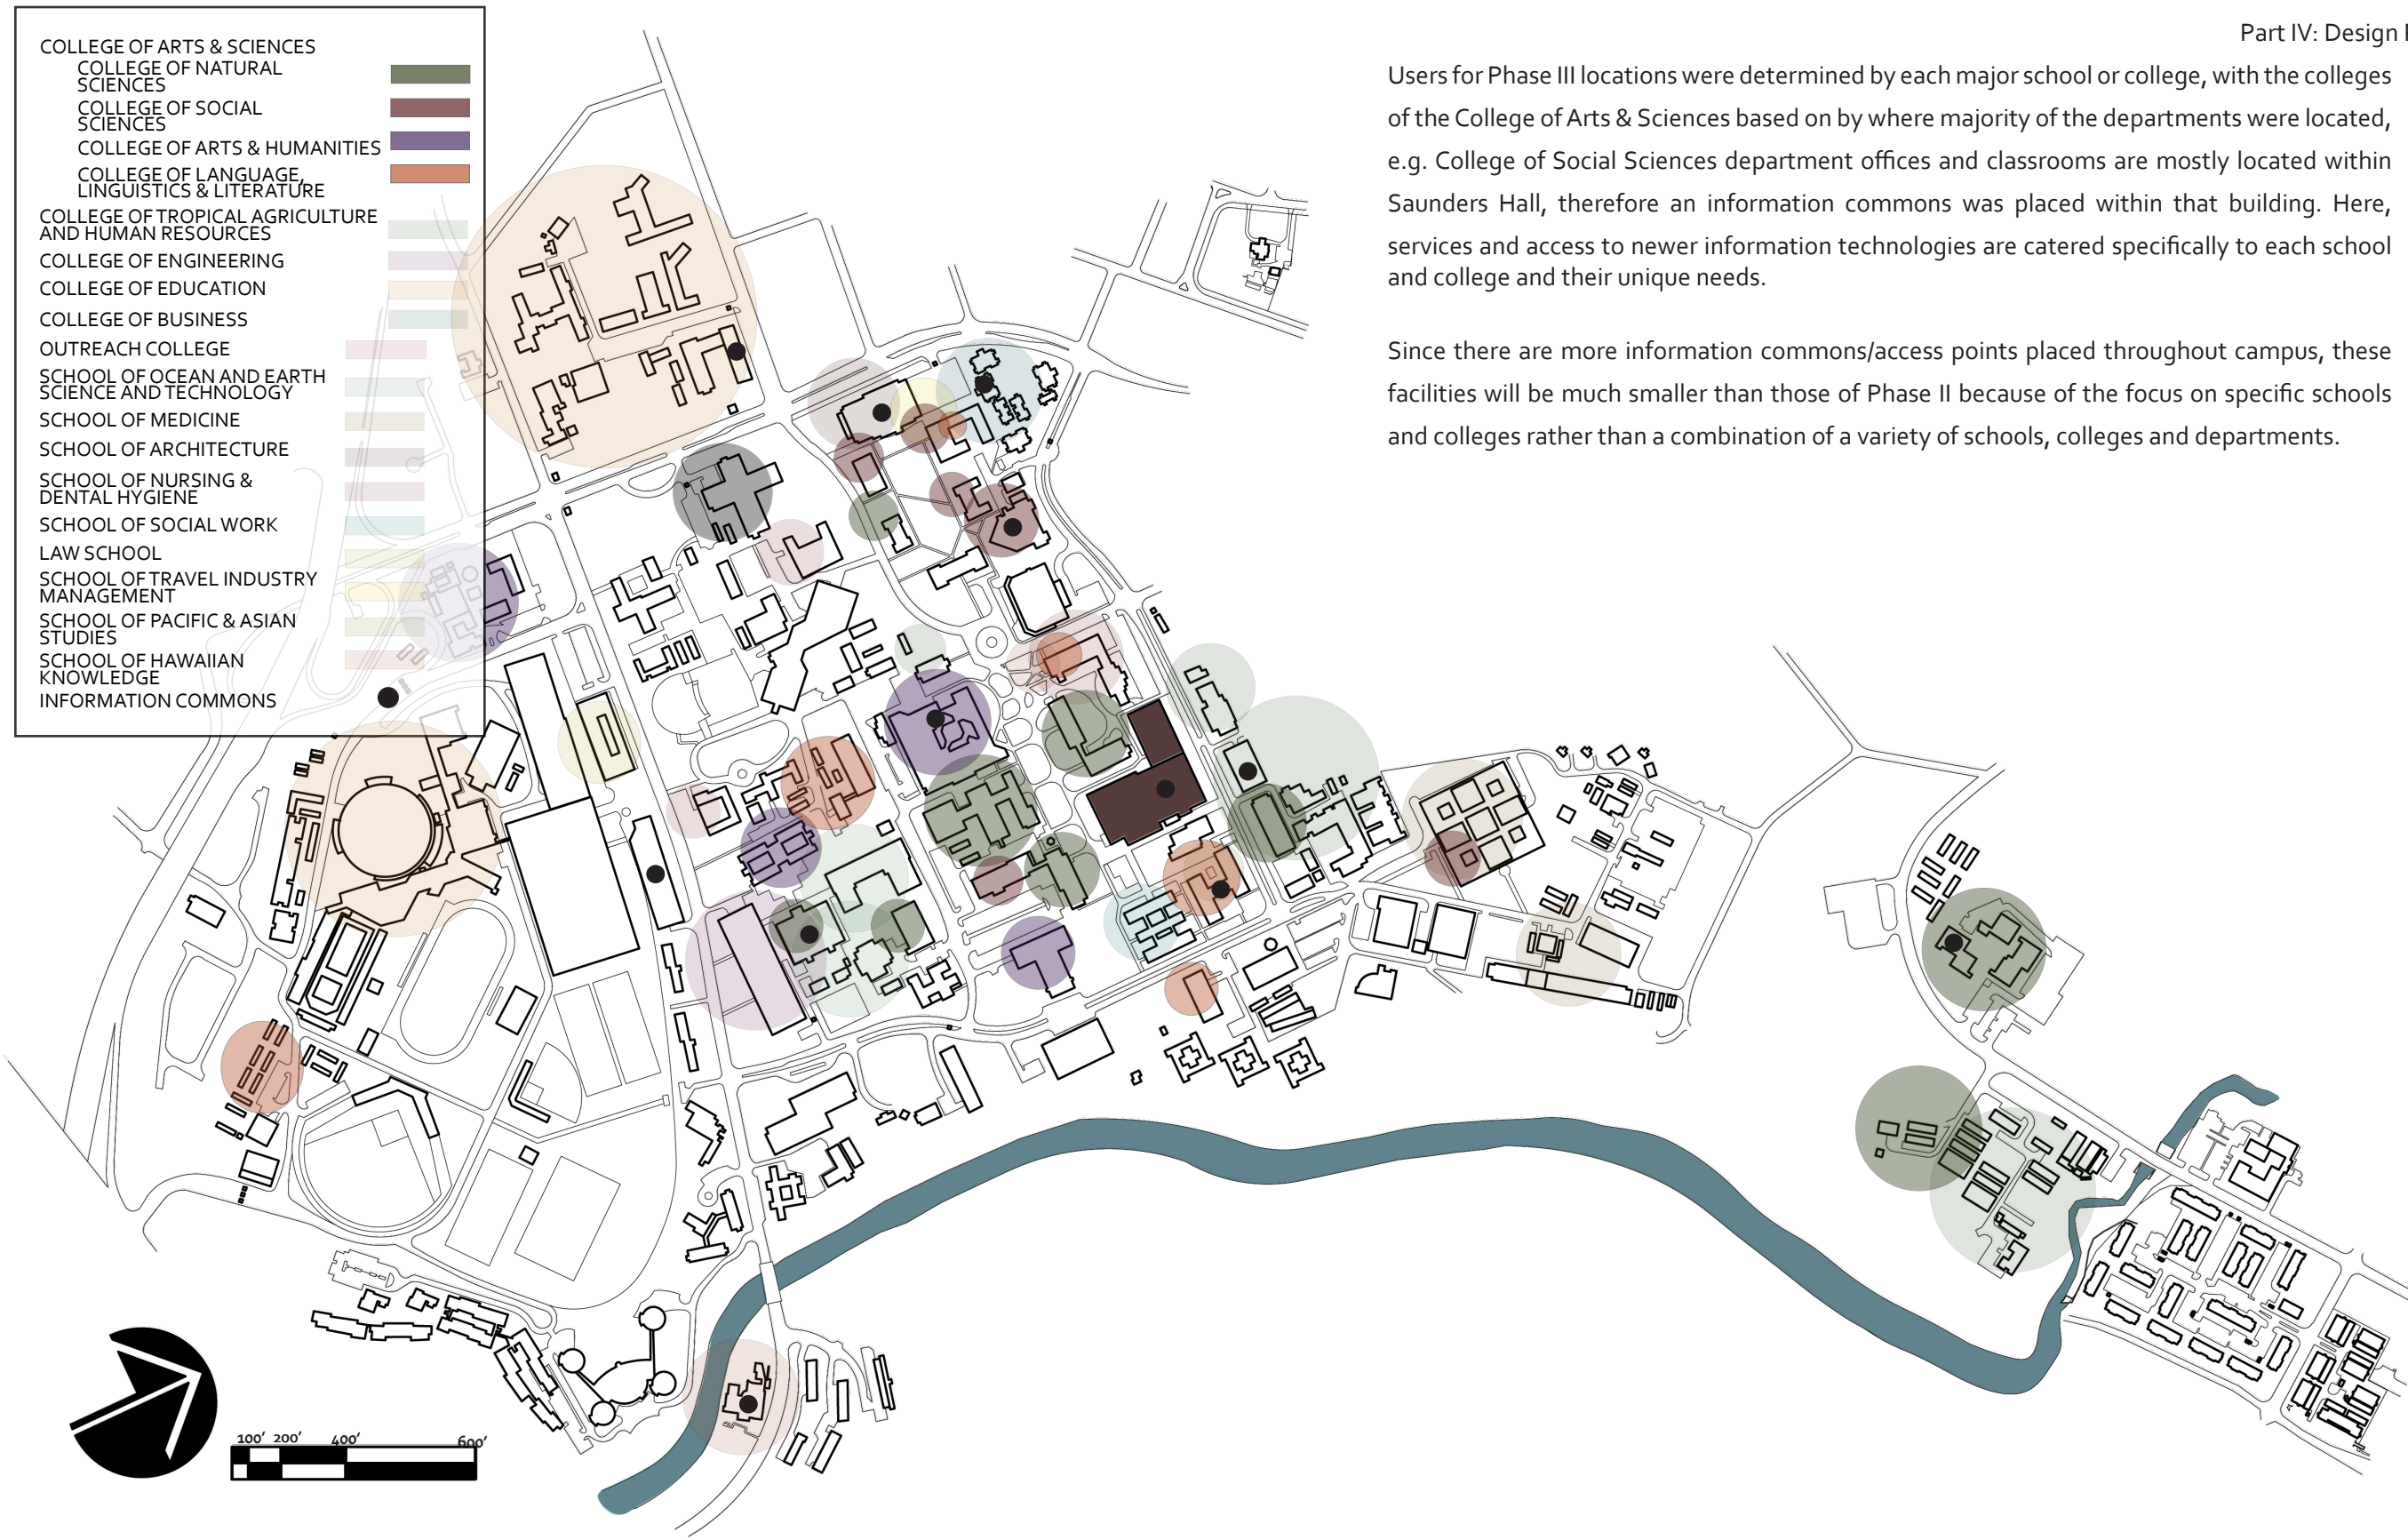 Part IV: Design
Users for Phase III locations were determined by each major school or college, with the colleges
of the College of Arts & Sciences based on by where majority of the departments were located,
e.g. College of Social Sciences department offices and classrooms are mostly located within
Saunders Hall, therefore an information commons was placed within that building. Here,
services and access to newer information technologies are catered specifically to each school
and college and their unique needs.
Since there are more information commons/access points placed throughout campus, these
facilities will be much smaller than those of Phase II because of the focus on specific schools
and colleges rather than a combination of a variety of schools, colleges and departments.
COLLEGE OF ARTS & SCIENCES
COLLEGE OF NATURAL
SCIENCES
COLLEGE OF SOCIAL
SCIENCES
COLLEGE OF ARTS & HUMANITIES
COLLEGE OF LANGUAGE,
LINGUISTICS & LITERATURE
COLLEGE OF TROPICAL AGRICULTURE
AND HUMAN RESOURCES
COLLEGE OF ENGINEERING
COLLEGE OF EDUCATION
COLLEGE OF BUSINESS
OUTREACH COLLEGE
SCHOOL OF OCEAN AND EARTH
SCIENCE AND TECHNOLOGY
SCHOOL OF MEDICINE
SCHOOL OF ARCHITECTURE
SCHOOL OF NURSING &
DENTAL HYGIENE
SCHOOL OF SOCIAL WORK
LAW SCHOOL
SCHOOL OF TRAVEL INDUSTRY
MANAGEMENT
SCHOOL OF PACIFIC & ASIAN
STUDIES
SCHOOL OF HAWAIIAN
KNOWLEDGE
INFORMATION COMMONS
100' 200' 400' 600'